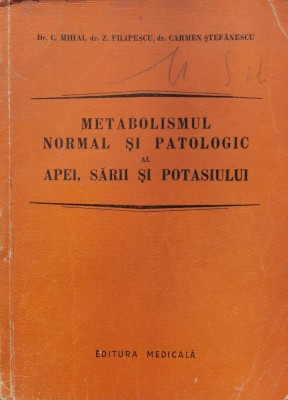 Dr. C. MIHAI, dr. Z. FILIPESCU, dr. CARMEN ȘTEFĂNESCU
METABOLISMUL
NORMAL ȘI PATOLOGIC
AL
APEI, SĂRII ȘI POTASIULUI
EDITURA MEDICALĂ